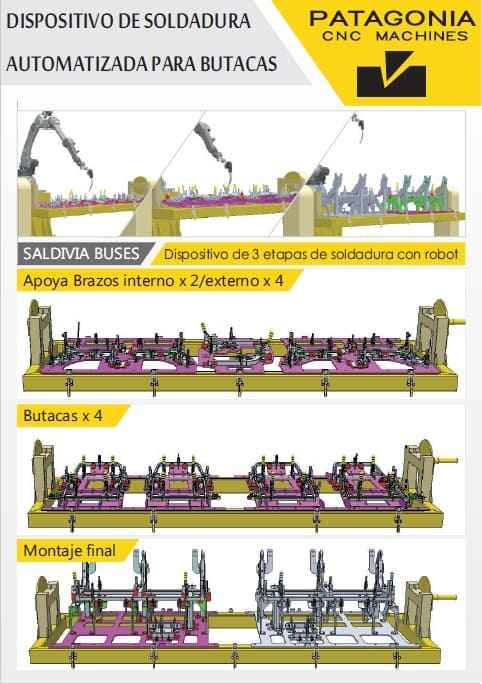 DISPOSITIVO DE SOLDADURA
AUTOMATIZADA PARA BUTACAS
PATAGONIA
CNC MACHINES
SALDIVIA BUSES
Dispositivo de 3 etapas de soldadura con robot
Apoya Brazos interno x 2/externo x 4
Butacas x 4
Montaje final